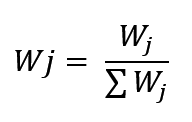 Wj = W_j / ∑ W_j